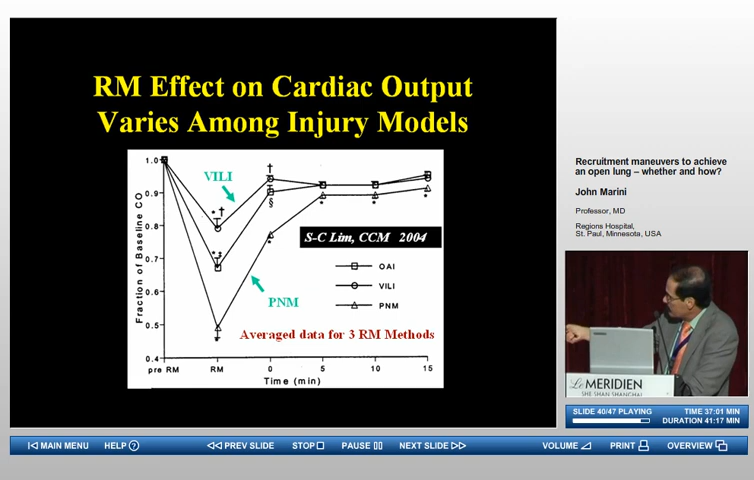 RM Effect on Cardiac Output
Varies Among Injury Models
Fraction of Baseline CO
1.0
0.9
0.8
0.7
0.6
0.5
0.4
VILI
PNM
* †
†
§
* ‡
*
*
*
*
*
S-C Lim, CCM 2004
OAI
VILI
PNM
Averaged data for 3 RM Methods
pre RM RM 0 5 10 15
Time (min)
Recruitment maneuvers to achieve
an open lung – whether and how?
John Marini
Professor, MD
Regions Hospital,
St. Paul, Minnesota, USA
Le MERIDIEN
SHE SHAN SHANGHAI
SLIDE 40/47 PLAYING TIME 37:01 MIN
DURATION 41:17 MIN
MAIN MENU HELP ? PREV SLIDE STOP PAUSE NEXT SLIDE VOLUME PRINT OVERVIEW